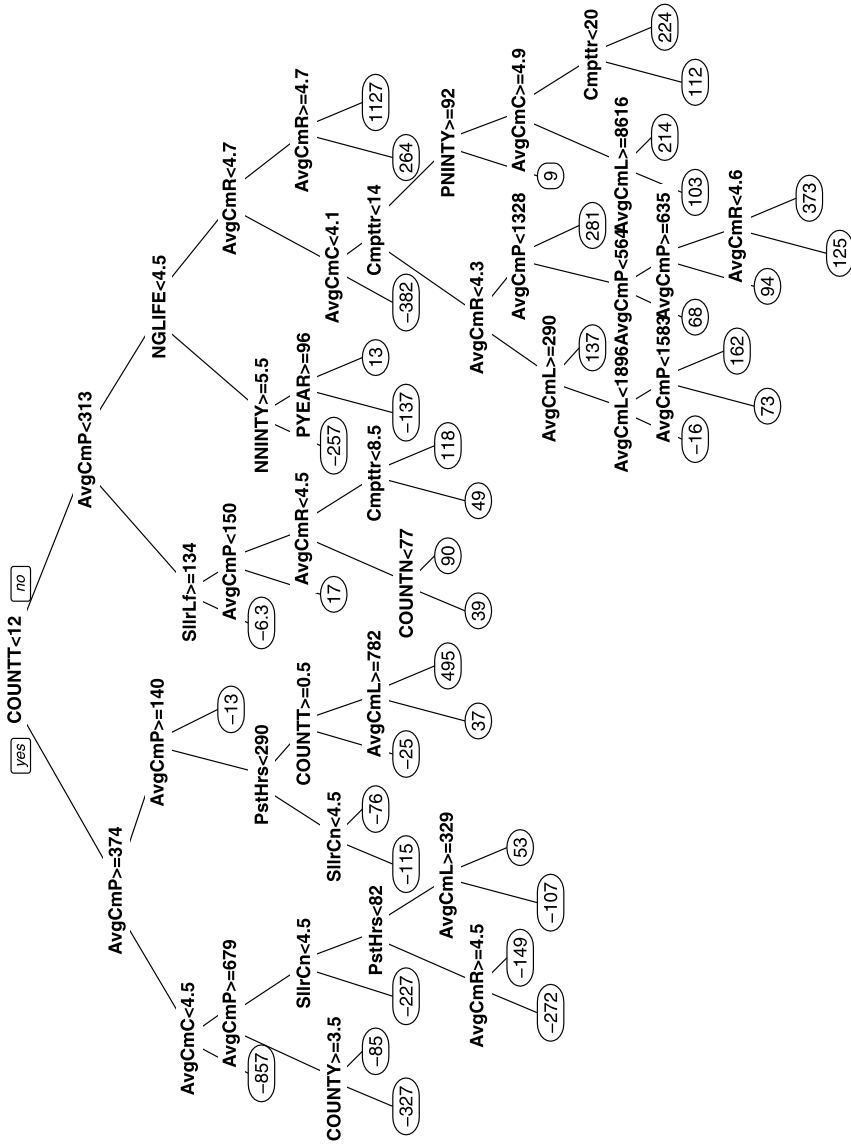 COUNTT<12
yes
no
AvgCmP<313
AvgCmP>=374
AvgCmP>=140
NGLIFE<4.5
AvgCmC<4.5
SllrLf>=134
AvgCmP>=679
−13
AvgCmP<150
AvgCmR<4.7
−857
PstHrs<290
−6.3
NNINTY>=5.5
SllrCn<4.5
COUNTT>=0.5
AvgCmR<4.5
PYEAR>=96
AvgCmR>=4.7
COUNTY>=3.5
SllrCn<4.5
17
−257
AvgCmC<4.1
−85
PstHrs<82
−76
AvgCmL>=782
Cmpttr<8.5
13
Cmpttr<14
1127
−327
−227
−115
−25
COUNTN<77
−137
−382
264
AvgCmL>=329
495
90
118
PNINTY>=92
AvgCmR>=4.5
37
39
49
AvgCmR<4.3
−149
53
AvgCmP<1328
AvgCmC>=4.9
−272
−107
AvgCmL>=290
9
137
281
Cmpttr<20
AvgCmL<1896
AvgCmP<564
AvgCmL>=8616
AvgCmP<1583
AvgCmP>=635
214
224
−16
68
103
112
162
AvgCmR<4.6
73
94
373
125